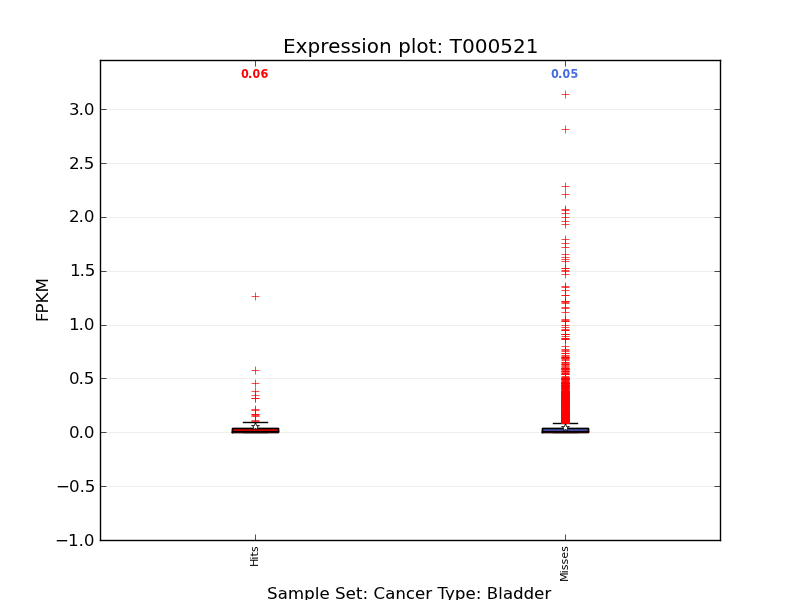 Expression plot: T000521
0.06
0.05
3.0
2.5
2.0
1.5
1.0
0.5
0.0
−0.5
−1.0
FPKM
Hits
Misses
Sample Set: Cancer Type: Bladder